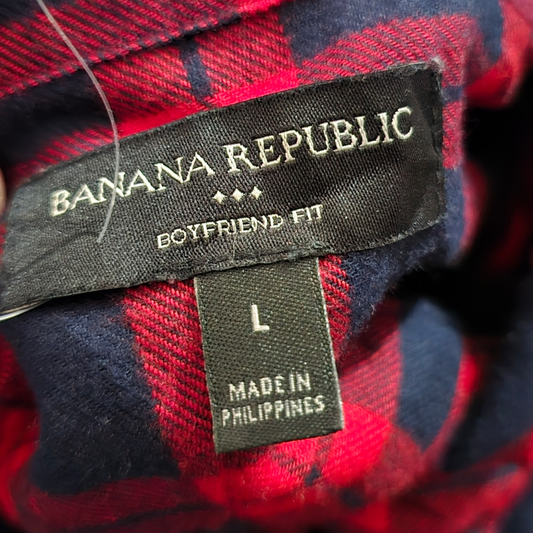 BANANA REPUBLIC
BOYFRIEND FIT
L
MADE IN
PHILIPPINES